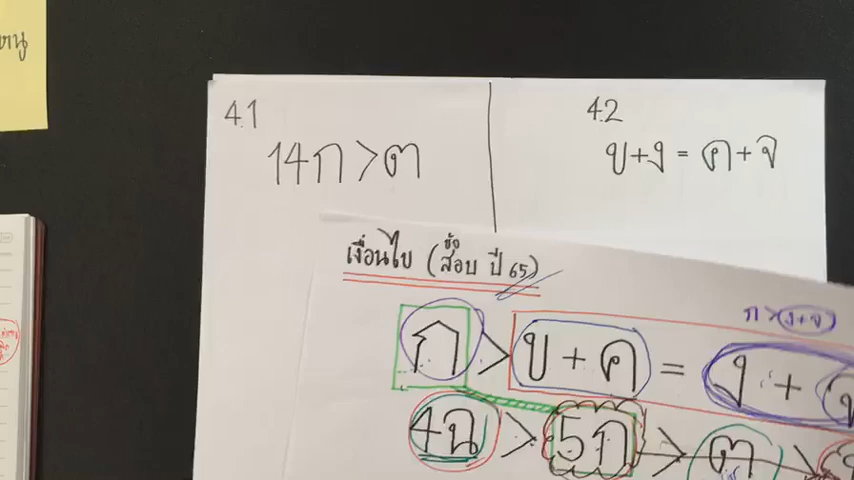 4.1
14ก > ต
4.2
ข+ง = ค+จ
เงื่อนไข (ข้อสอบ ปี 65)
ก > ง+จ
ก > ข + ค = ง +
4ฉ > 5ก > ต >